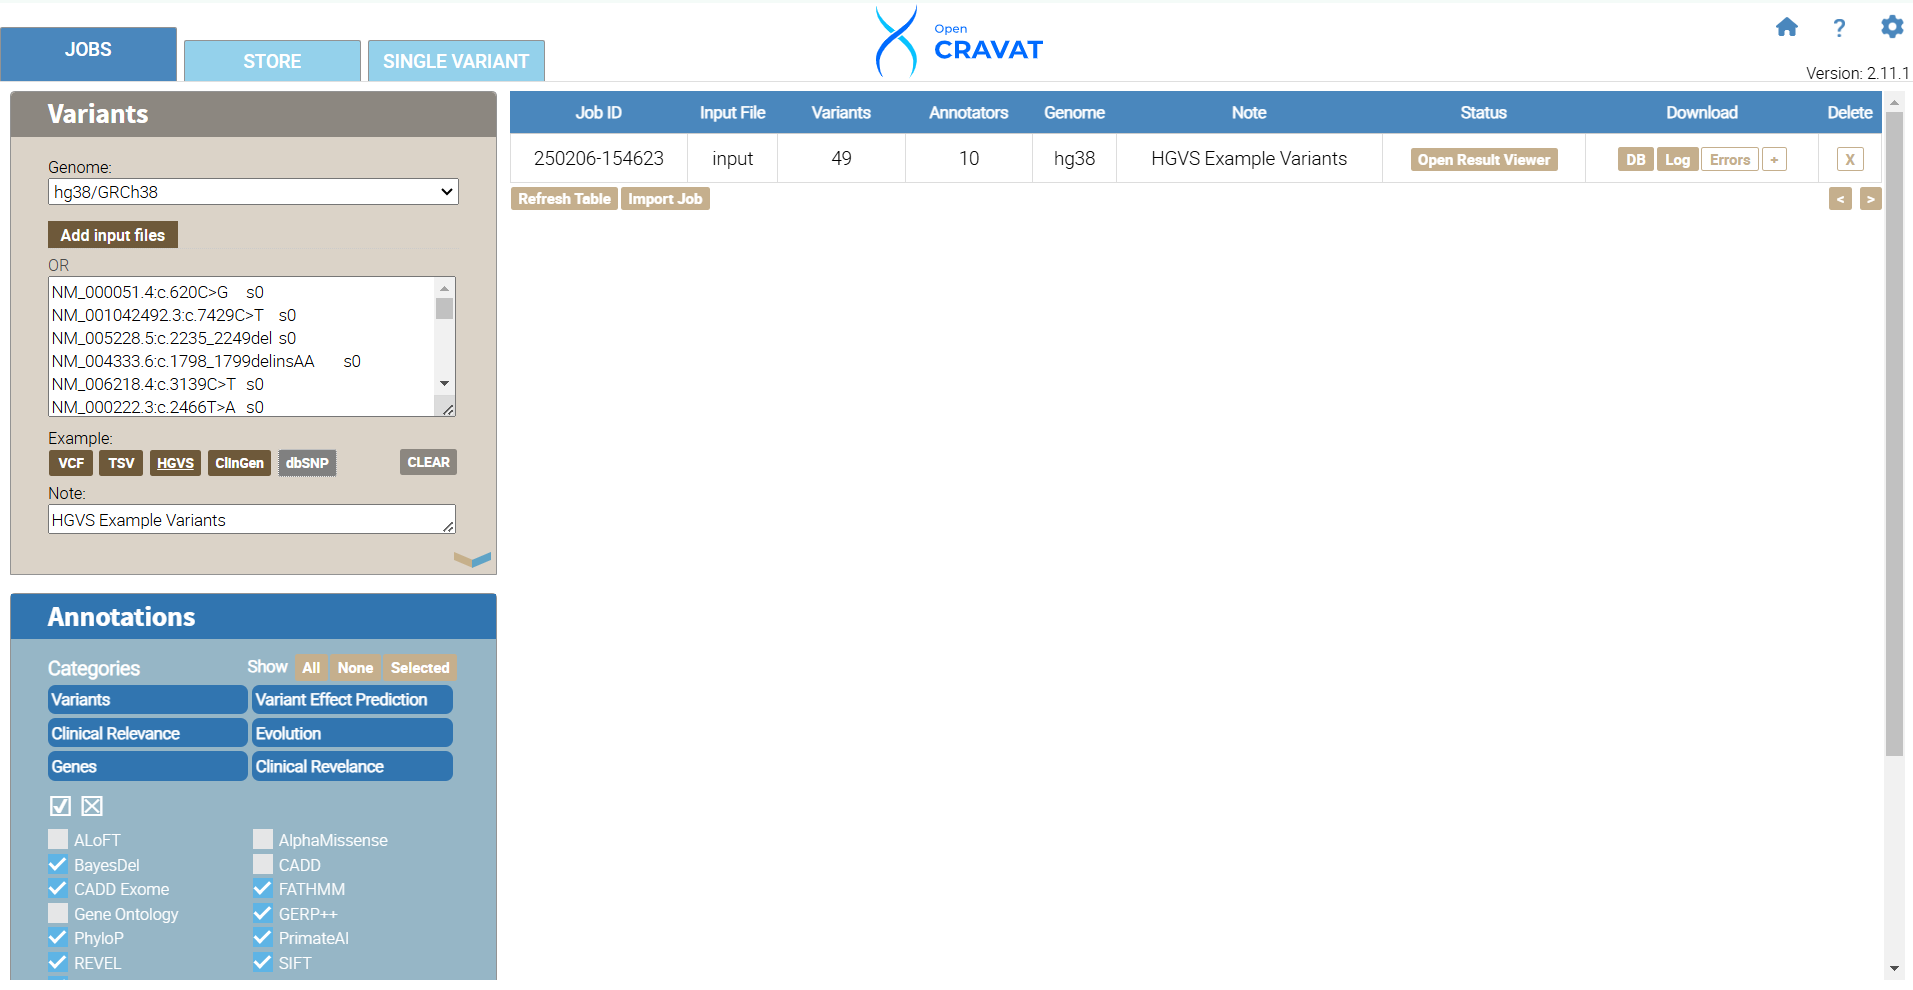 JOBS
STORE
SINGLE VARIANT
Open
CRAVAT
?
Version: 2.11.1
Variants
Genome:
hg38/GRCh38
Add input files
OR
NM_000051.4:c.620C>G s0
NM_001042492.3:c.7429C>T s0
NM_005228.5:c.2235_2249del s0
NM_004333.6:c.1798_1799delinsAA s0
NM_006218.4:c.3139C>T s0
NM_000222.3:c.2466T>A s0
Example:
VCF TSV HGVS ClinGen dbSNP CLEAR
Note:
HGVS Example Variants
Annotations
Categories Show All None Selected
Variants Variant Effect Prediction
Clinical Relevance Evolution
Genes Clinical Revelance
ALoFT AlphaMissense
BayesDel CADD
CADD Exome FATHMM
Gene Ontology GERP++
PhyloP PrimateAI
REVEL SIFT
Job ID Input File Variants Annotators Genome Note Status Download Delete
250206-154623 input 49 10 hg38 HGVS Example Variants Open Result Viewer DB Log Errors + X
Refresh Table Import Job < >